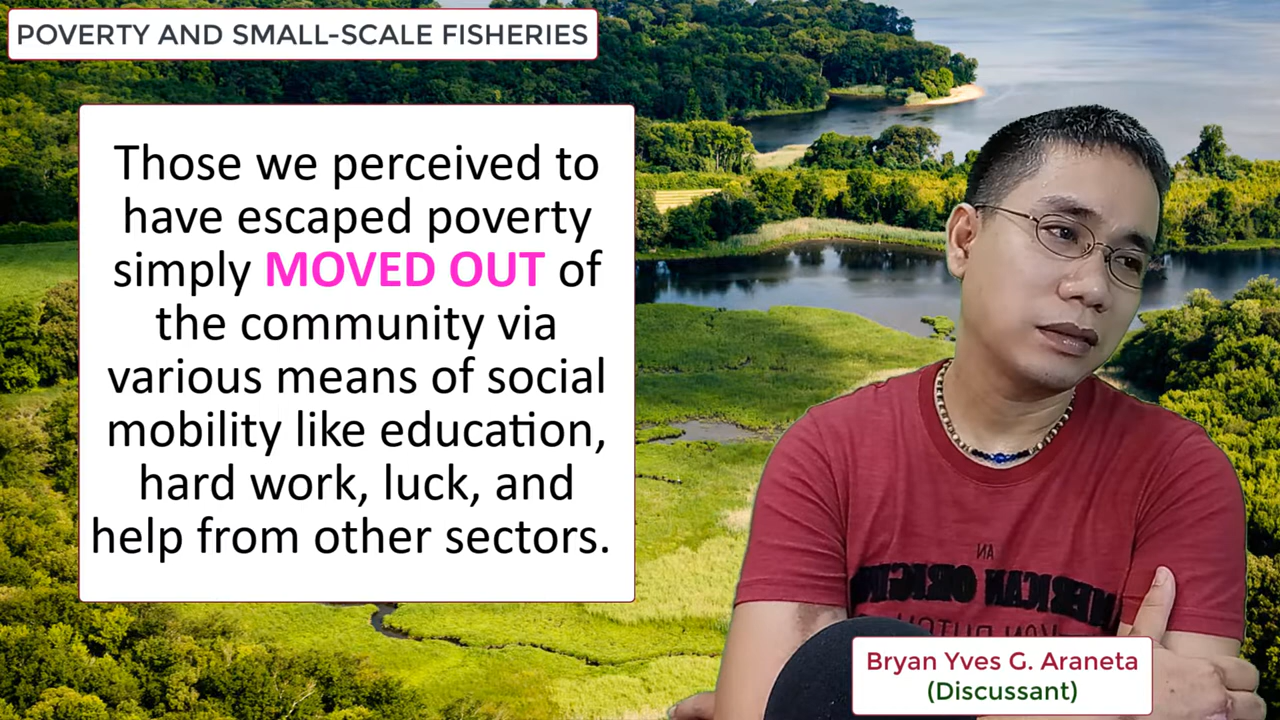 POVERTY AND SMALL-SCALE FISHERIES
Those we perceived to
have escaped poverty
simply MOVED OUT of
the community via
various means of social
mobility like education,
hard work, luck, and
help from other sectors.
AN
Bryan Yves G. Araneta
(Discussant)